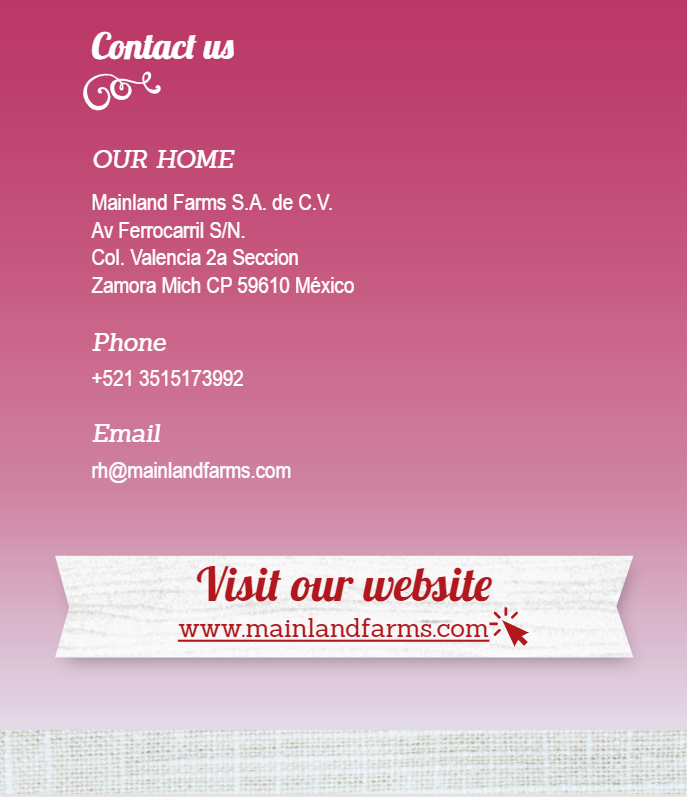 Contact us
OUR HOME
Mainland Farms S.A. de C.V.
Av Ferrocarril S/N.
Col. Valencia 2a Seccion
Zamora Mich CP 59610 México
Phone
+521 3515173992
Email
rh@mainlandfarms.com
Visit our website
www.mainlandfarms.com